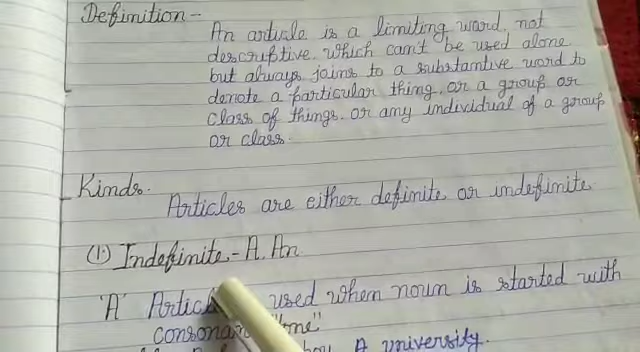 Definition -
An article is a limiting word, not
descriptive which can't be used alone.
but always joins to a substantive word to
denote a particular thing, or a group or
class of things, or any individual of a group
or class.
Kinds.
Articles are either definite or indefinite.
(1) Indefinite - A, An
'A' used when noun is started with
"one"
A university.